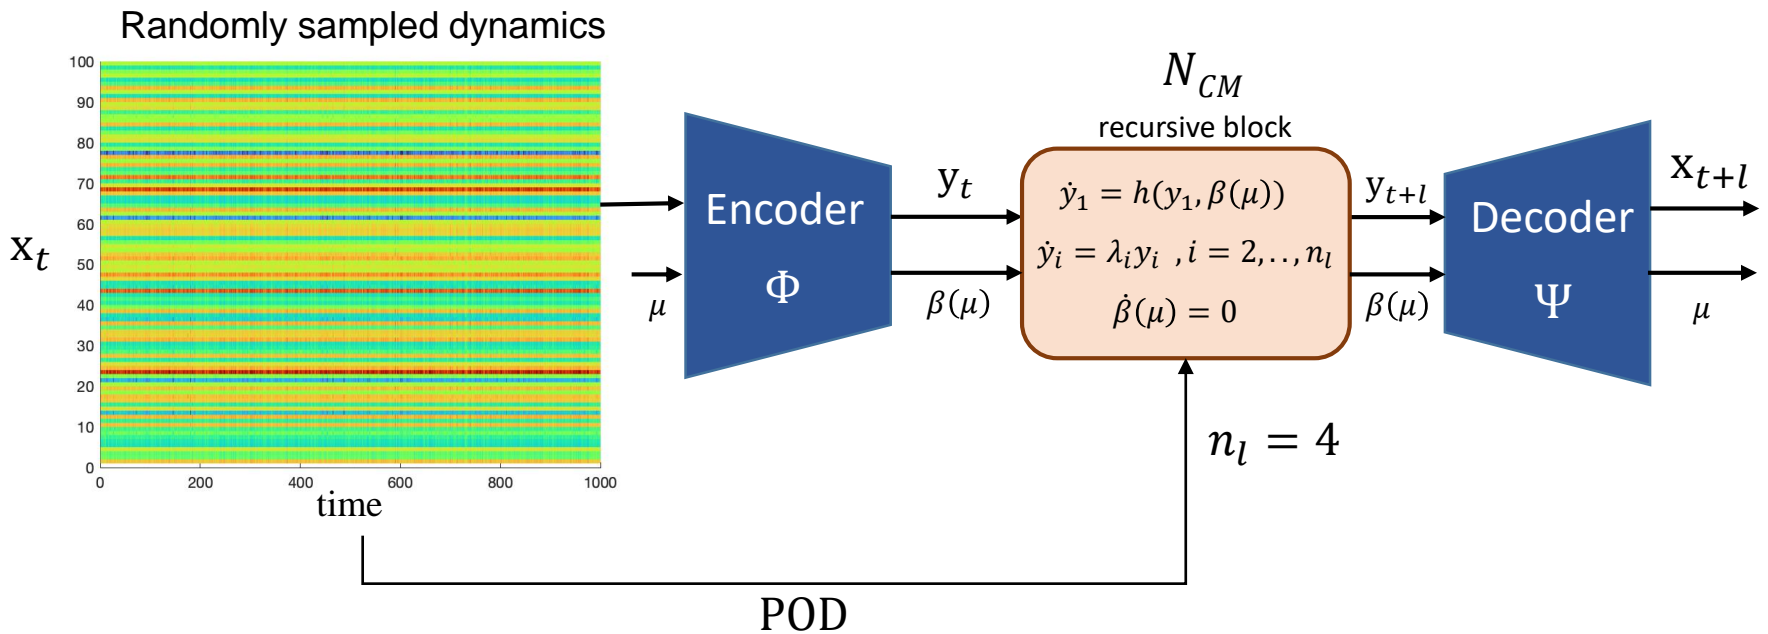 Randomly sampled dynamics
100
90
80
70
60
50
40
30
20
10
0
x_t
0 200 400 600 800 1000
time
μ
Encoder
Φ
y_t
β(μ)
N_{CM}
recursive block
ẏ_1 = h(y_1, β(μ))
ẏ_i = λ_i y_i , i = 2, . . , n_l
β̇(μ) = 0
y_{t+l}
β(μ)
Decoder
Ψ
x_{t+l}
μ
n_l = 4
POD